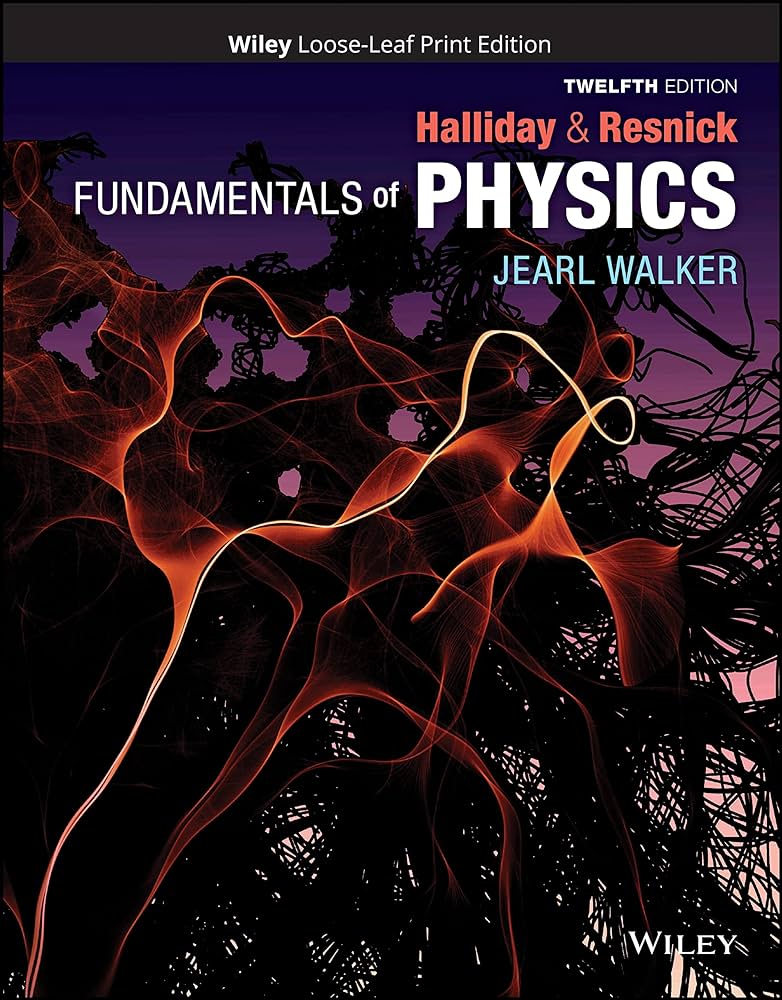 Wiley Loose-Leaf Print Edition
TWELFTH EDITION
Halliday & Resnick
FUNDAMENTALS of PHYSICS
JEARL WALKER
WILEY